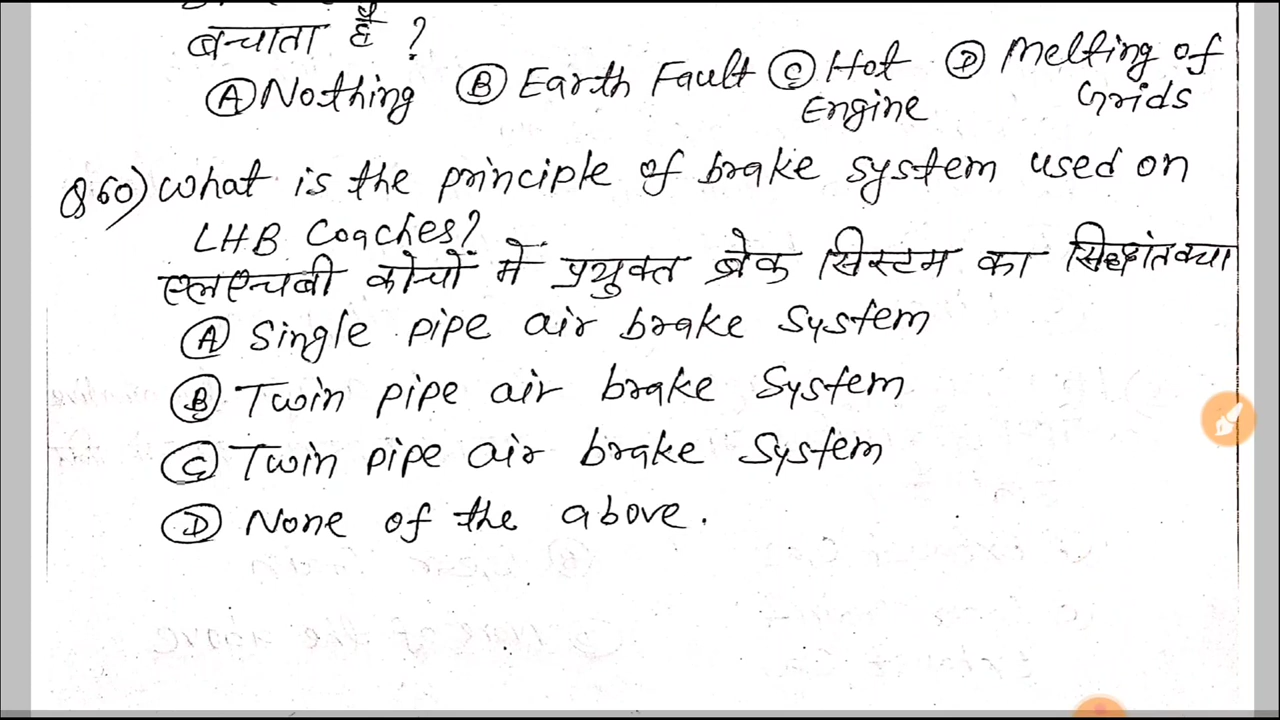 बचाता है ?
Ⓐ Nothing Ⓑ Earth Fault Ⓒ Hot Engine Ⓓ Melting of Grids
Q60) What is the principle of brake system used on
LHB Coaches?
एलएचबी कोचों में प्रयुक्त ब्रेक सिस्टम का सिद्धांत क्या
Ⓐ Single pipe air brake System
Ⓑ Twin pipe air brake System
Ⓒ Twin pipe air brake System
Ⓓ None of the above.